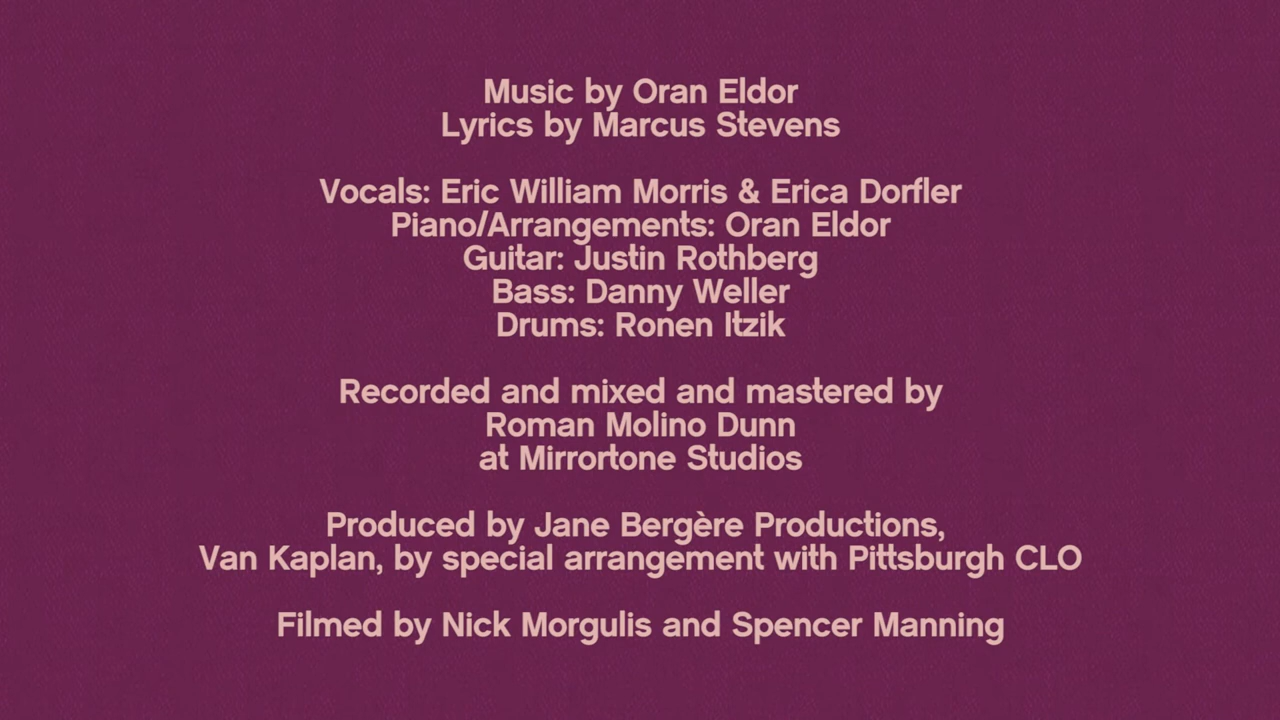 Music by Oran Eldor
Lyrics by Marcus Stevens
Vocals: Eric William Morris & Erica Dorfler
Piano/Arrangements: Oran Eldor
Guitar: Justin Rothberg
Bass: Danny Weller
Drums: Ronen Itzik
Recorded and mixed and mastered by
Roman Molino Dunn
at Mirrortone Studios
Produced by Jane Bergère Productions,
Van Kaplan, by special arrangement with Pittsburgh CLO
Filmed by Nick Morgulis and Spencer Manning